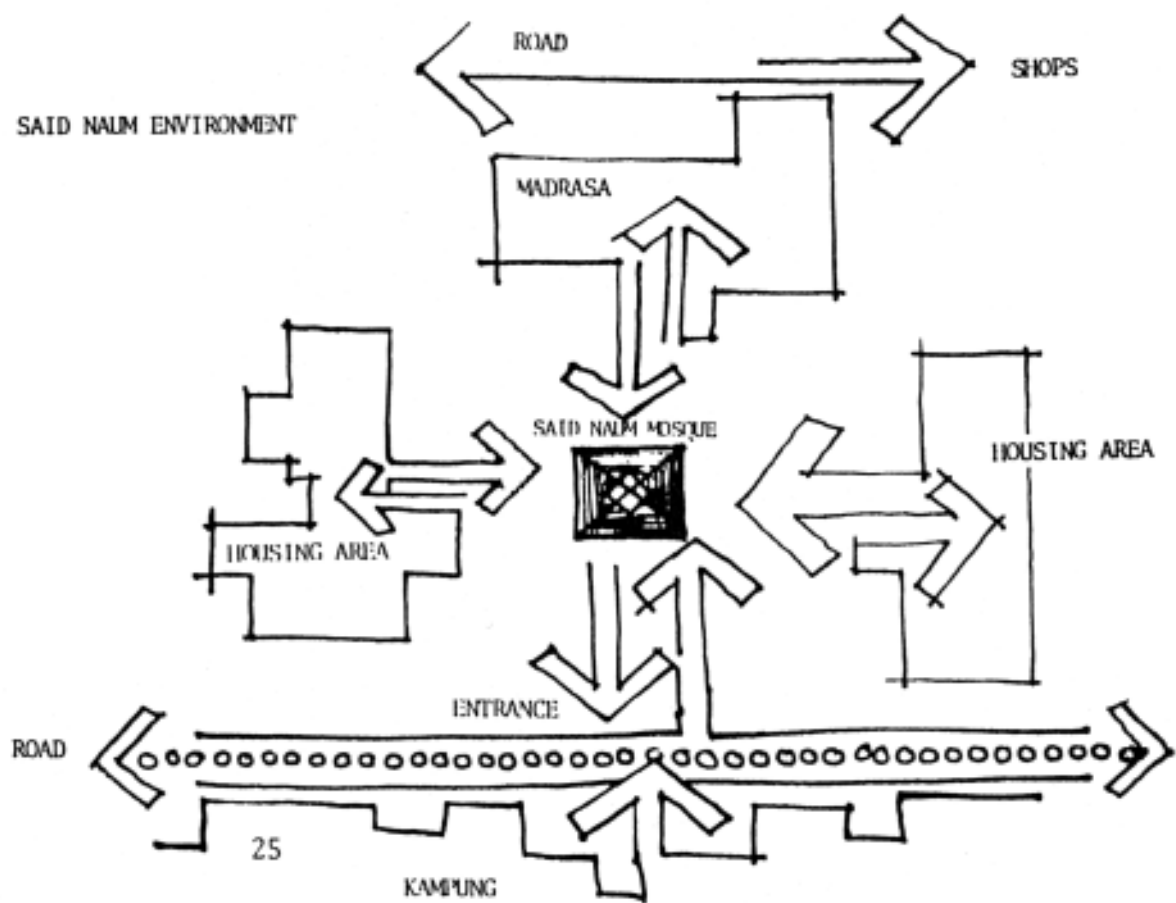 ROAD
SHOPS
SAID NAUM ENVIRONMENT
MADRASA
SAID NAUM MOSQUE
HOUSING AREA
HOUSING AREA
ENTRANCE
ROAD
25
KAMPUNG